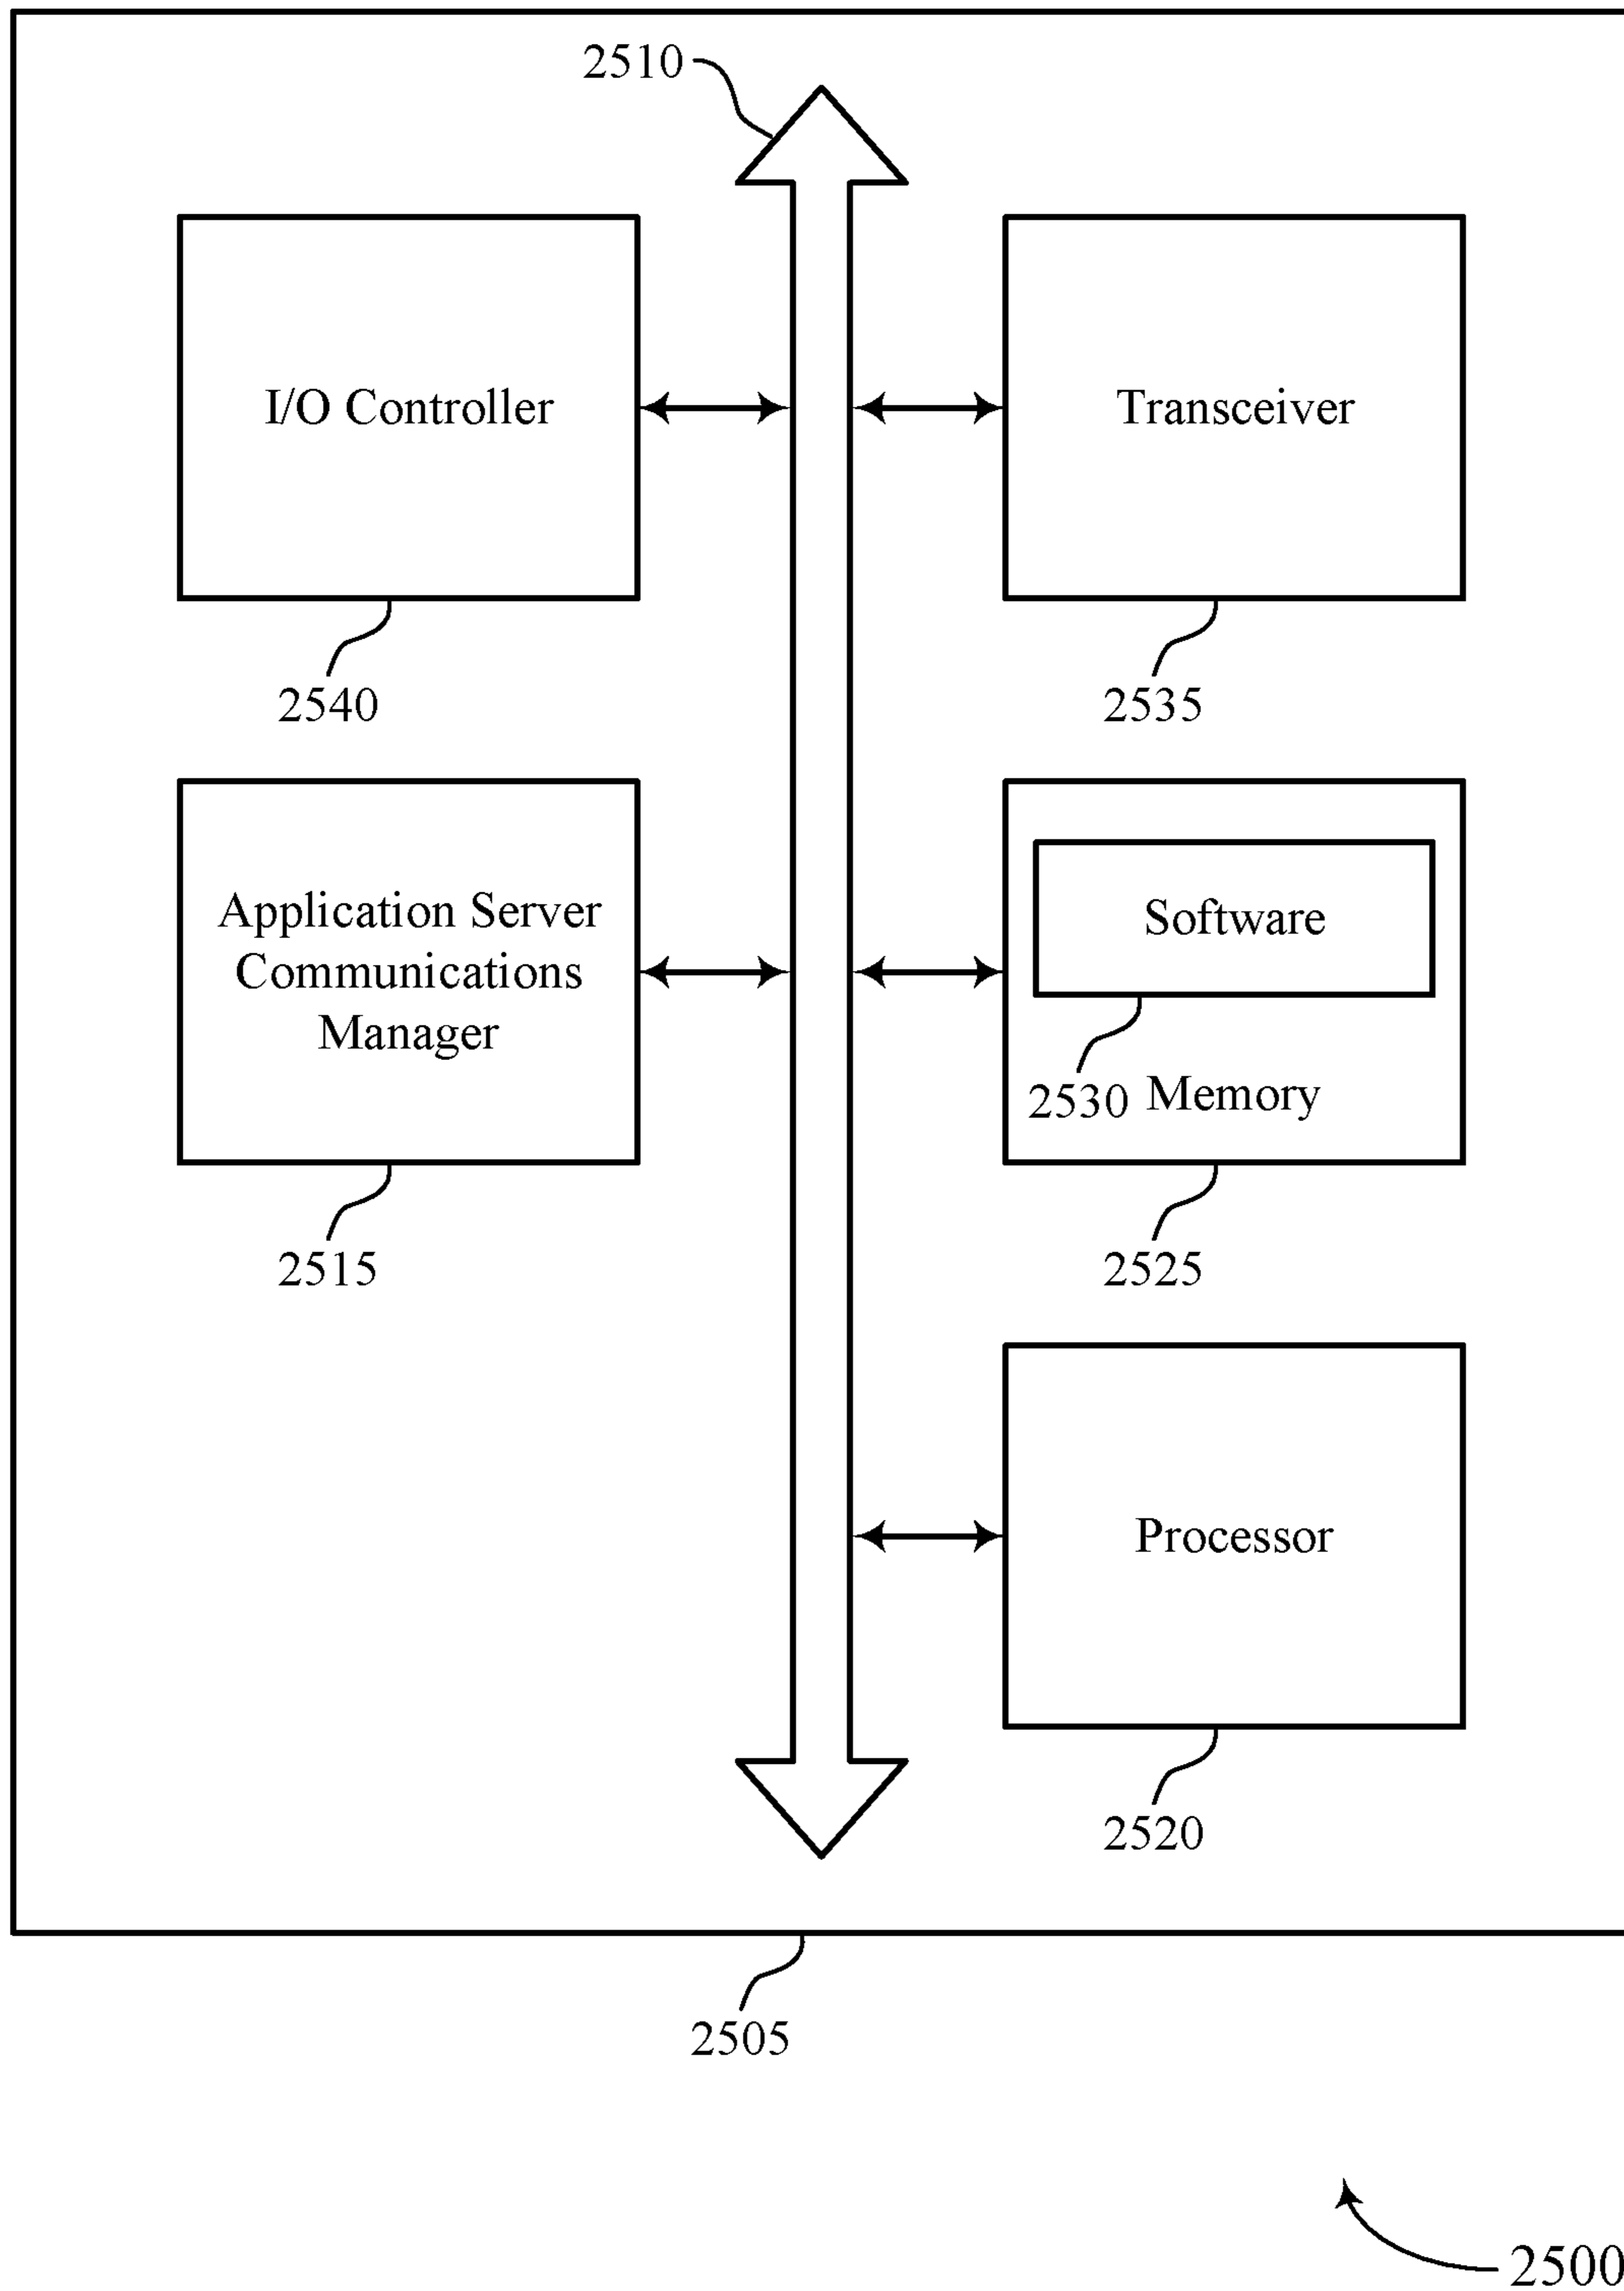 2510
I/O Controller
Transceiver
2540
2535
Application Server
Communications
Manager
Software
2530 Memory
2515
2525
Processor
2520
2505
2500